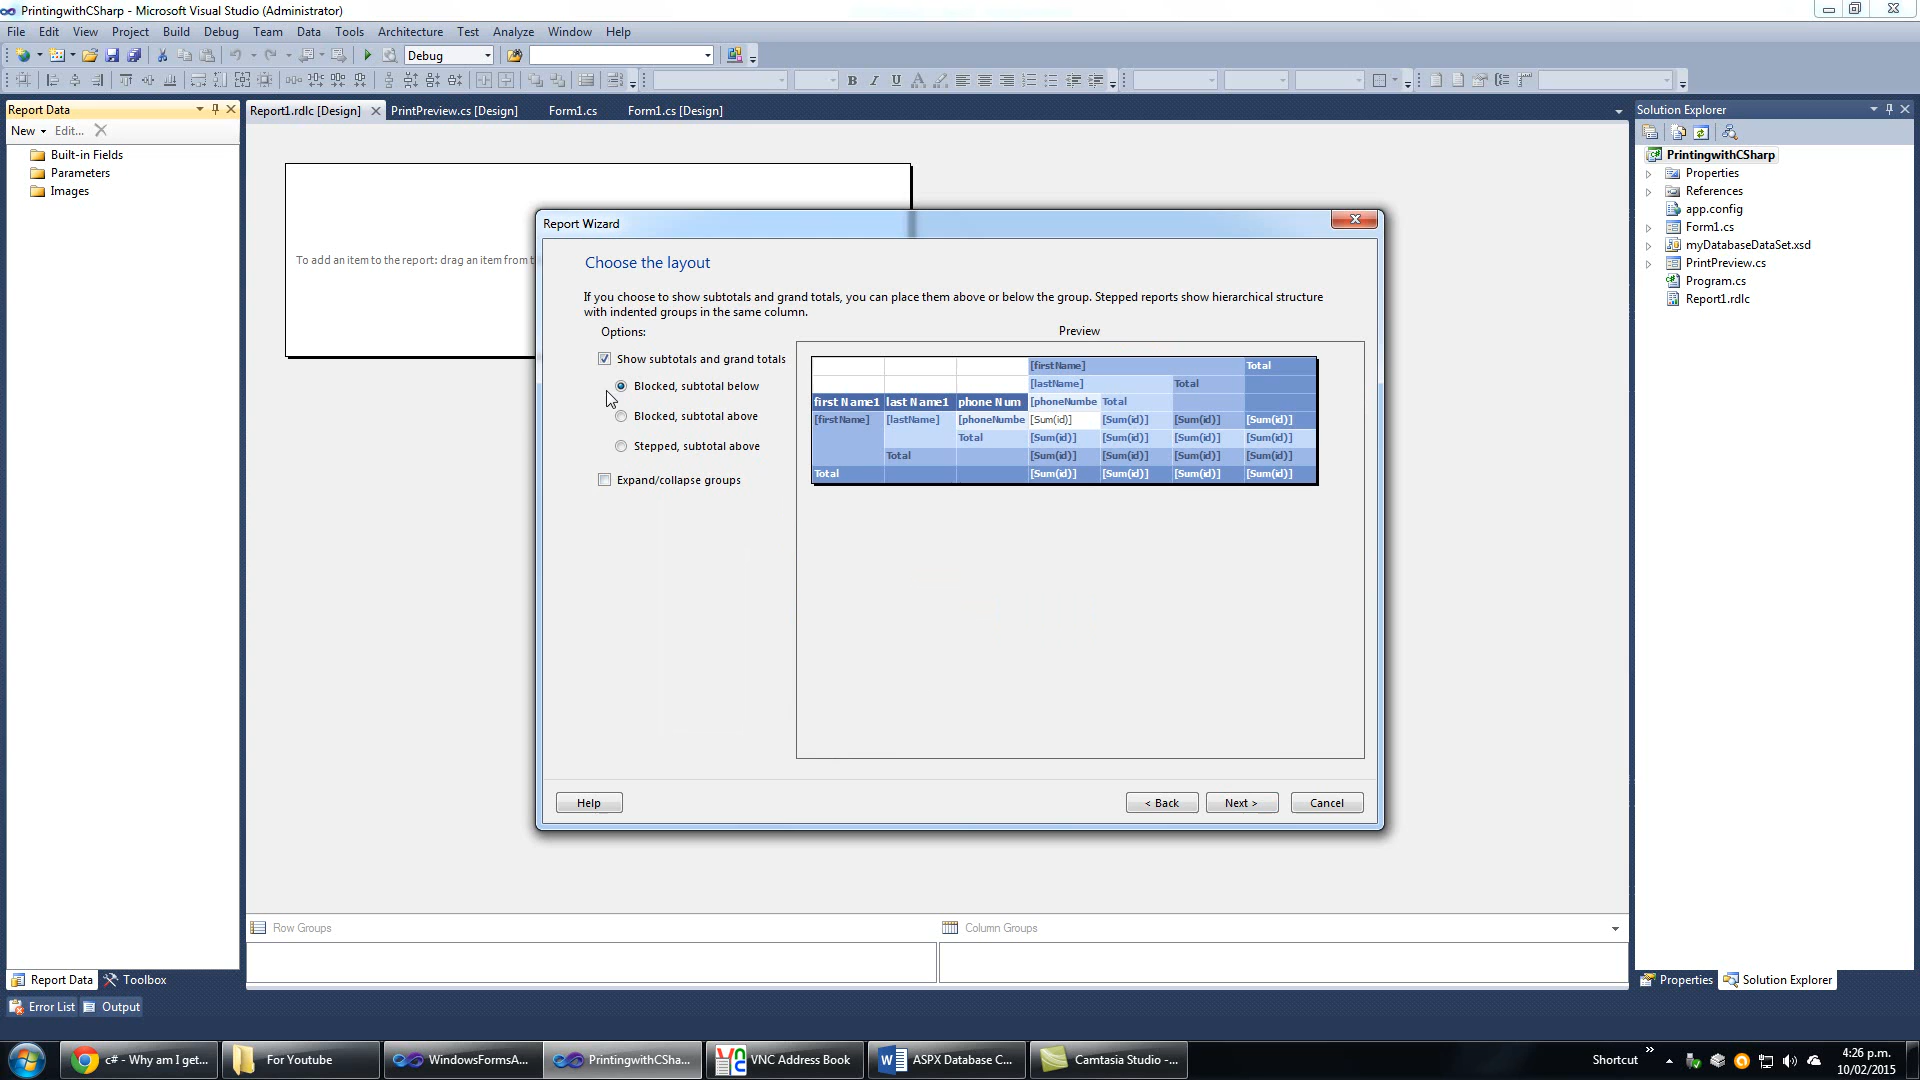 PrintingwithCSharp - Microsoft Visual Studio (Administrator)
File Edit View Project Build Debug Team Data Tools Architecture Test Analyze Window Help
Debug
Report Data
Report1.rdlc [Design] PrintPreview.cs [Design] Form1.cs Form1.cs [Design]
Solution Explorer
New Edit...
Built-in Fields
Parameters
Images
PrintingwithCSharp
Properties
References
app.config
Form1.cs
myDatabaseDataSet.xsd
PrintPreview.cs
Program.cs
Report1.rdlc
To add an item to the report: drag an item from
Report Wizard
Choose the layout
If you choose to show subtotals and grand totals, you can place them above or below the group. Stepped reports show hierarchical structure
with indented groups in the same column.
Options:
Preview
Show subtotals and grand totals
Blocked, subtotal below
Blocked, subtotal above
Stepped, subtotal above
Expand/collapse groups
[firstName] Total
[lastName] Total
first Name1 last Name1 phone Num [phoneNumbe Total
[firstName] [lastName] [phoneNumbe [Sum(id)] [Sum(id)] [Sum(id)] [Sum(id)]
Total [Sum(id)] [Sum(id)] [Sum(id)] [Sum(id)]
Total [Sum(id)] [Sum(id)] [Sum(id)] [Sum(id)]
Total [Sum(id)] [Sum(id)] [Sum(id)] [Sum(id)]
Help < Back Next > Cancel
Row Groups Column Groups
Report Data Toolbox
Properties Solution Explorer
Error List Output
c# - Why am I get... For Youtube WindowsFormsA... PrintingwithCSha... VNC Address Book ASPX Database C... Camtasia Studio -...
Shortcut
4:26 p.m.
10/02/2015